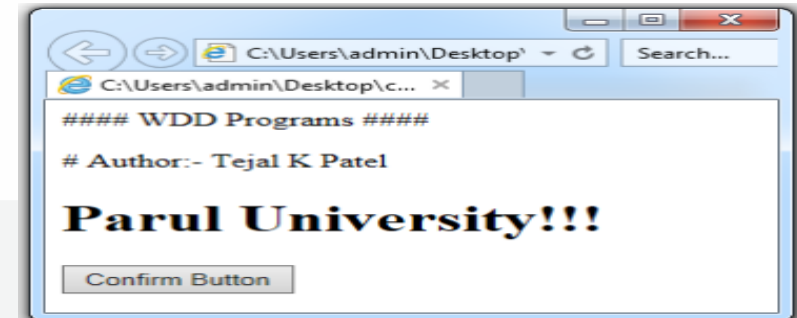 C:\Users\admin\Desktop'
Search...
C:\Users\admin\Desktop\c...
#### WDD Programs ####
# Author:- Tejal K Patel
Parul University!!!
Confirm Button